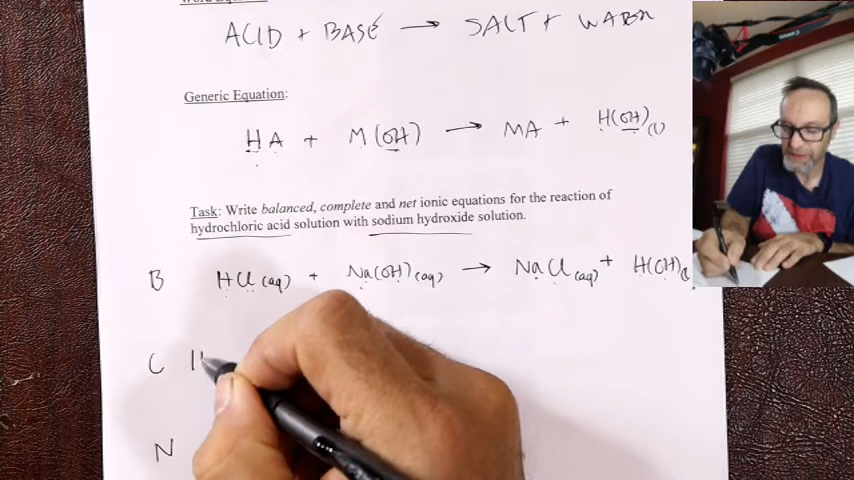 ACID + BASE → SALT + WATER
Generic Equation:
HA + M(OH) → MA + H(OH)(l)
Task: Write balanced, complete and net ionic equations for the reaction of
hydrochloric acid solution with sodium hydroxide solution.
B HCl (aq) + Na(OH) (aq) → NaCl (aq) + H(OH)(l)
C H
N